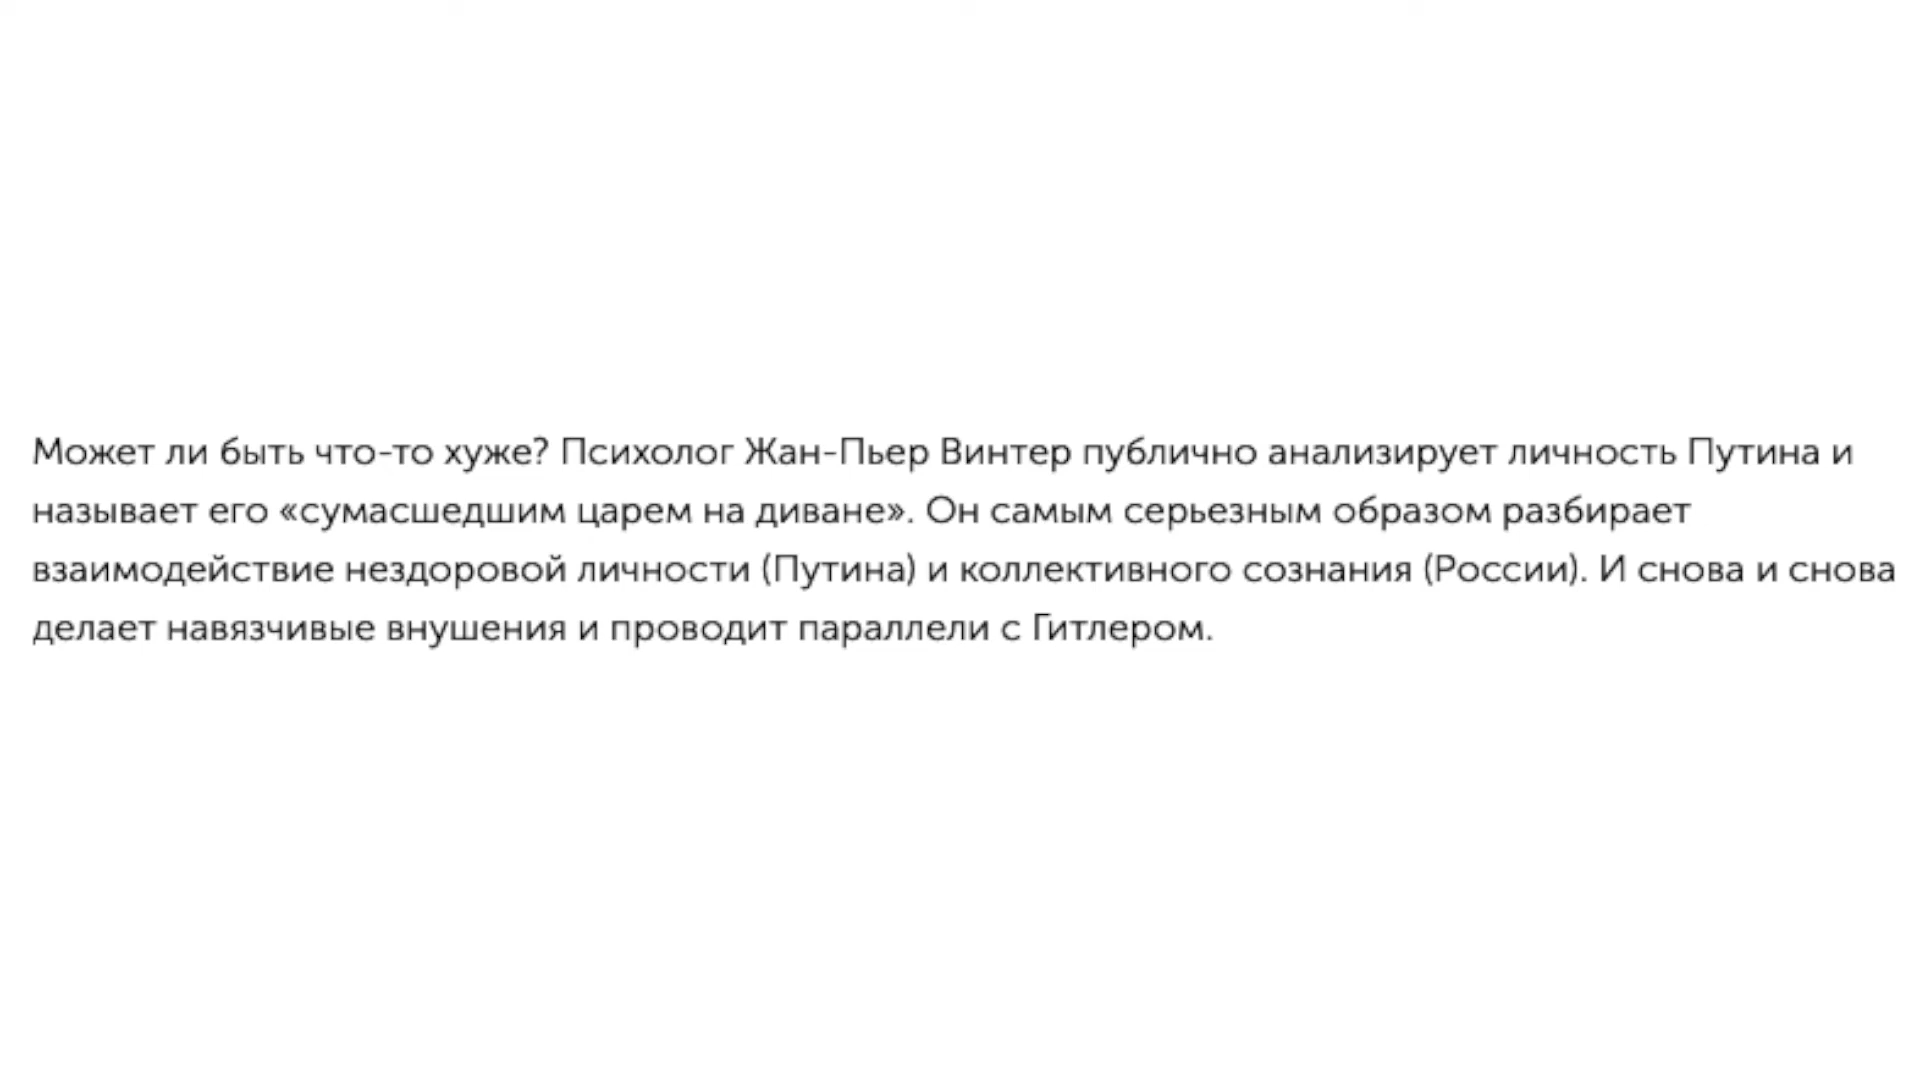 Может ли быть что-то хуже? Психолог Жан-Пьер Винтер публично анализирует личность Путина и
называет его «сумасшедшим царем на диване». Он самым серьезным образом разбирает
взаимодействие нездоровой личности (Путина) и коллективного сознания (России). И снова и снова
делает навязчивые внушения и проводит параллели с Гитлером.